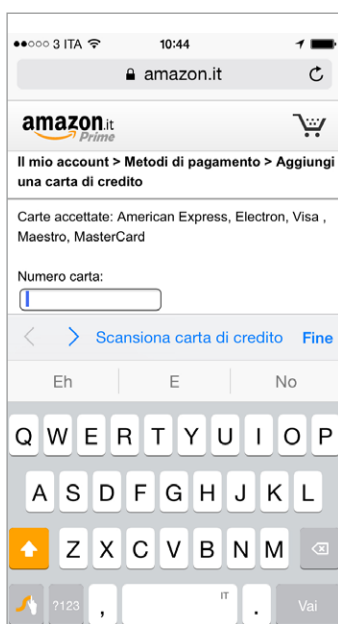 3 ITA 10:44
amazon.it
amazon.it
Prime
Il mio account > Metodi di pagamento > Aggiungi
una carta di credito
Carte accettate: American Express, Electron, Visa ,
Maestro, MasterCard
Numero carta:
Scansiona carta di credito Fine
Eh E No
Q W E R T Y U I O P
A S D F G H J K L
Z X C V B N M
?123 , IT . Vai